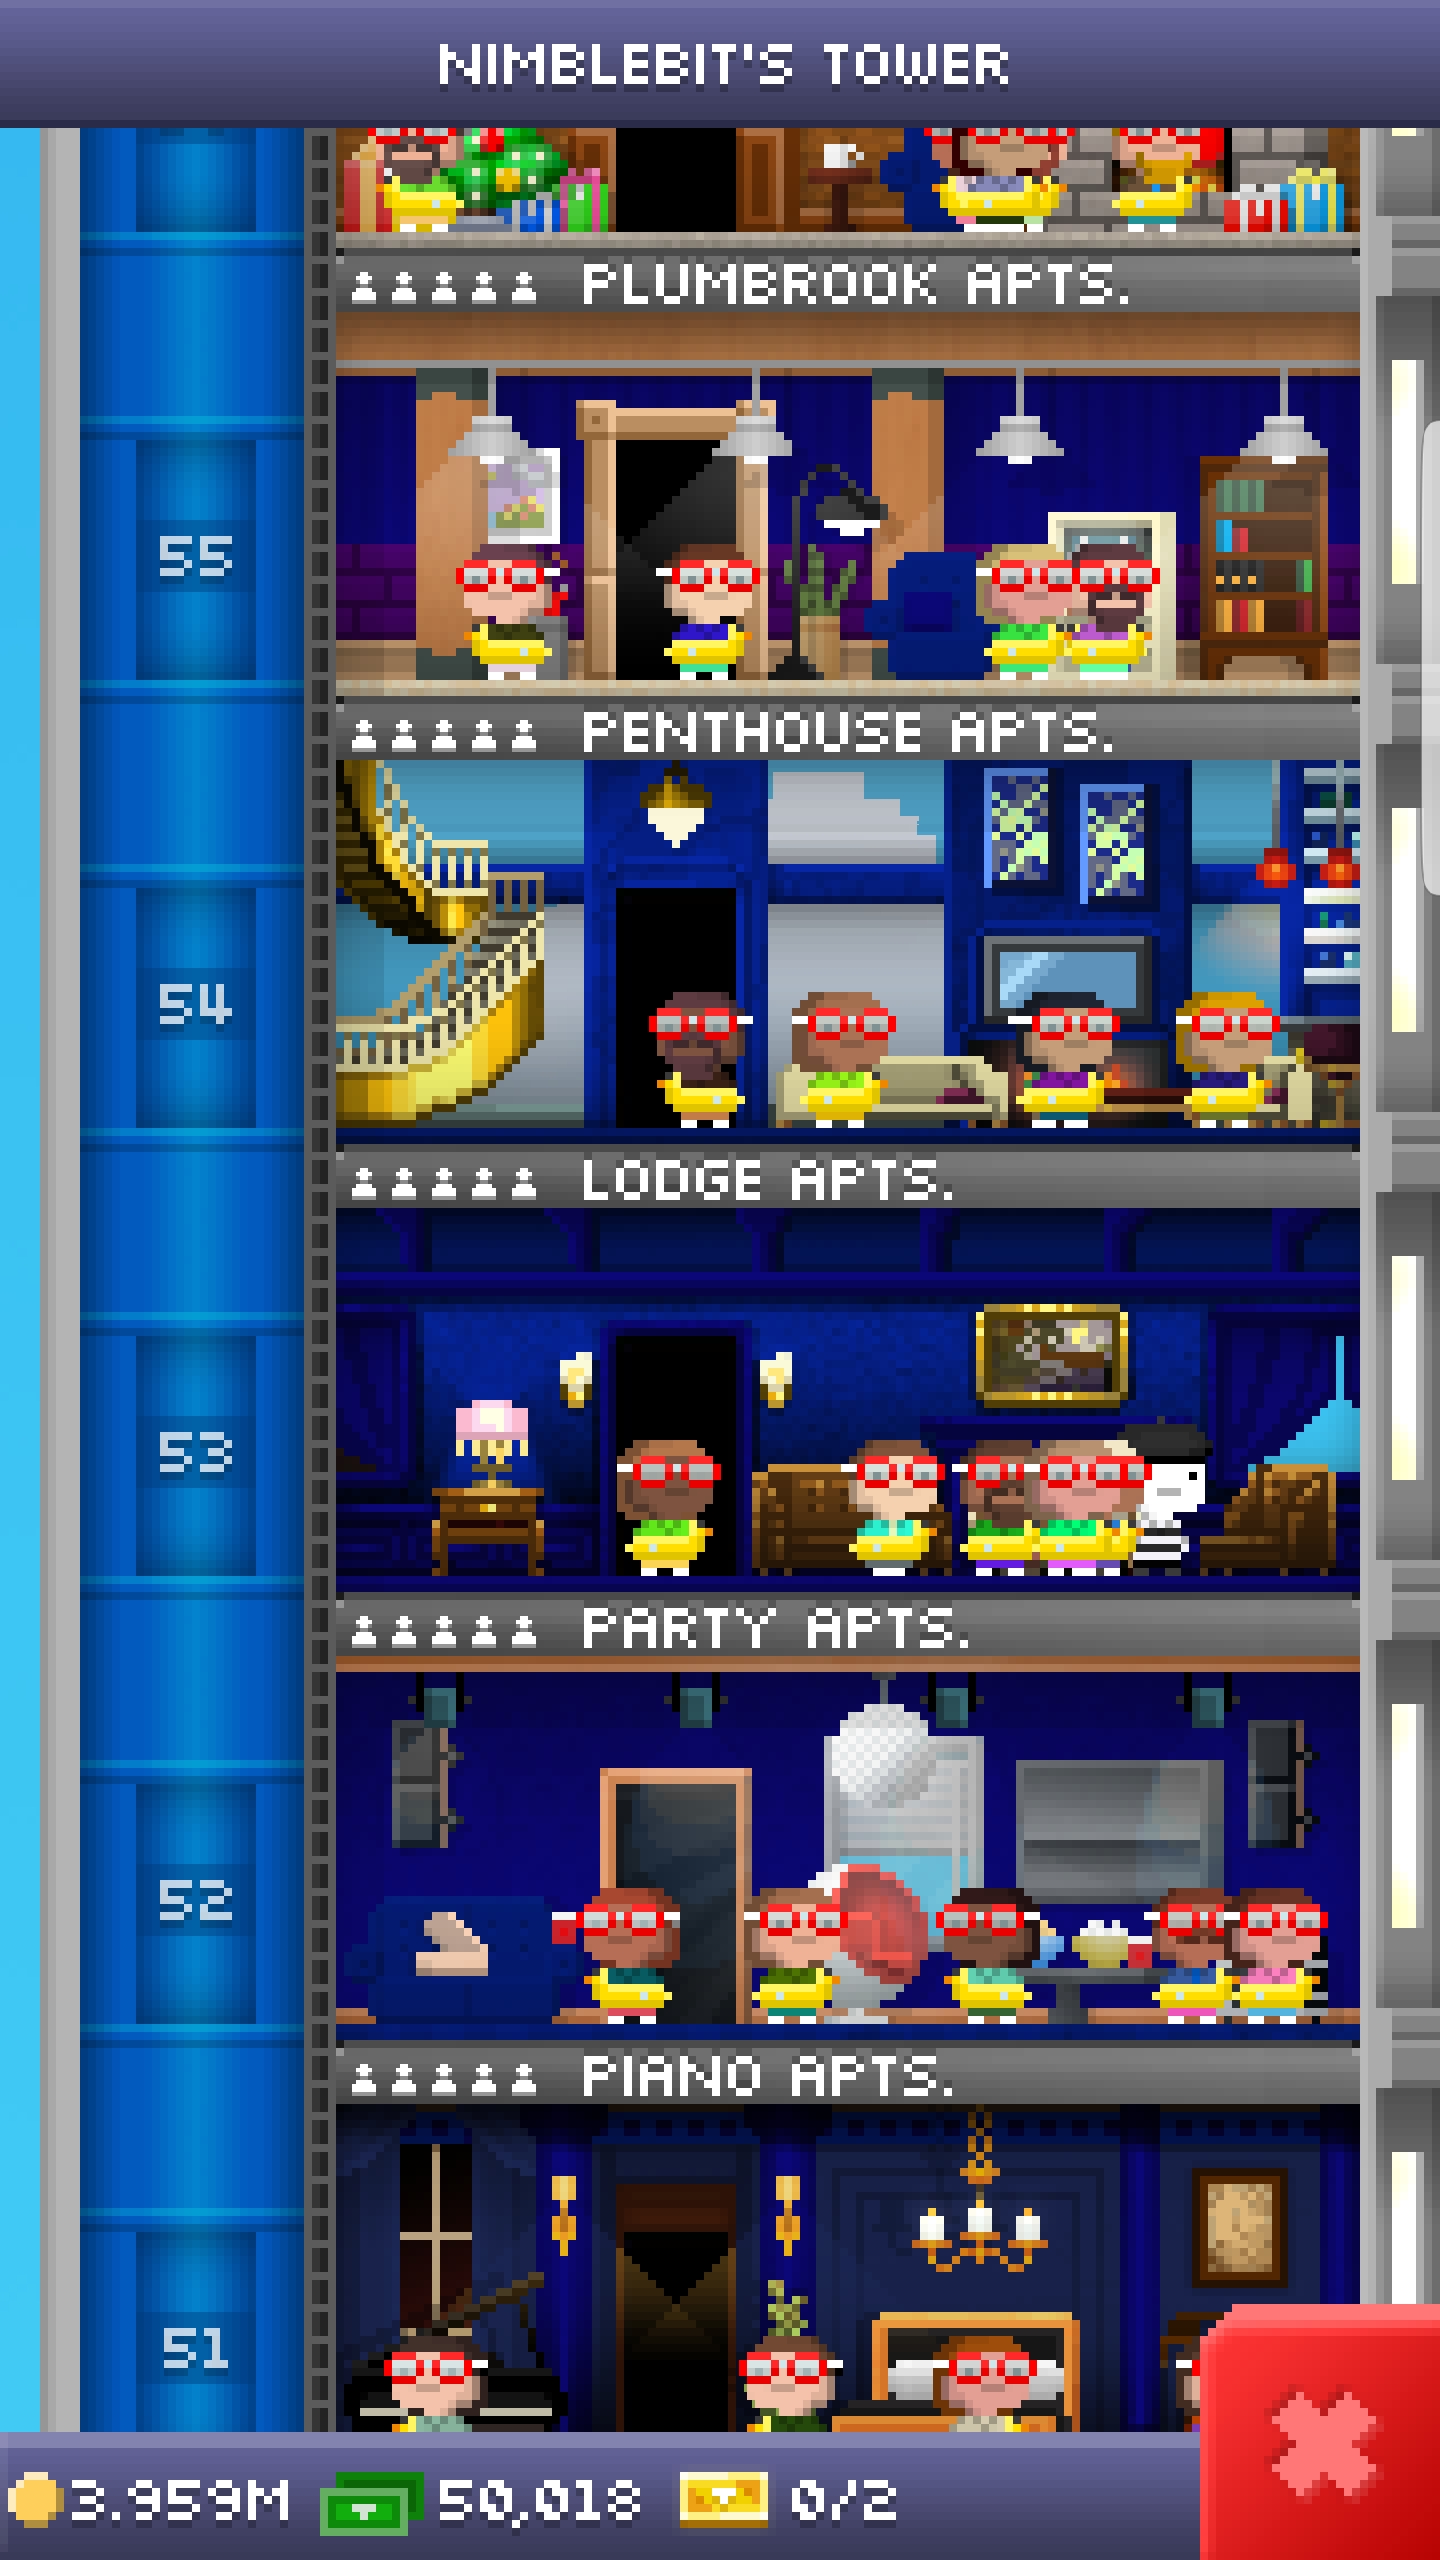 NIMBLEBIT'S TOWER
PLUMBROOK APTS.
55
PENTHOUSE APTS.
54
LODGE APTS.
53
PARTY APTS.
52
PIANO APTS.
51
3.959M 50,018 0/2